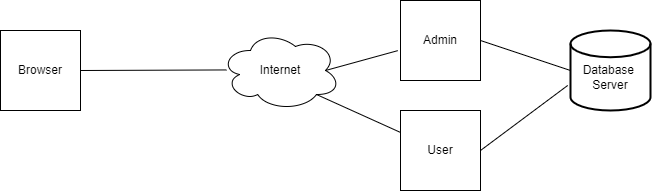 Browser
Internet
Admin
User
Database
Server